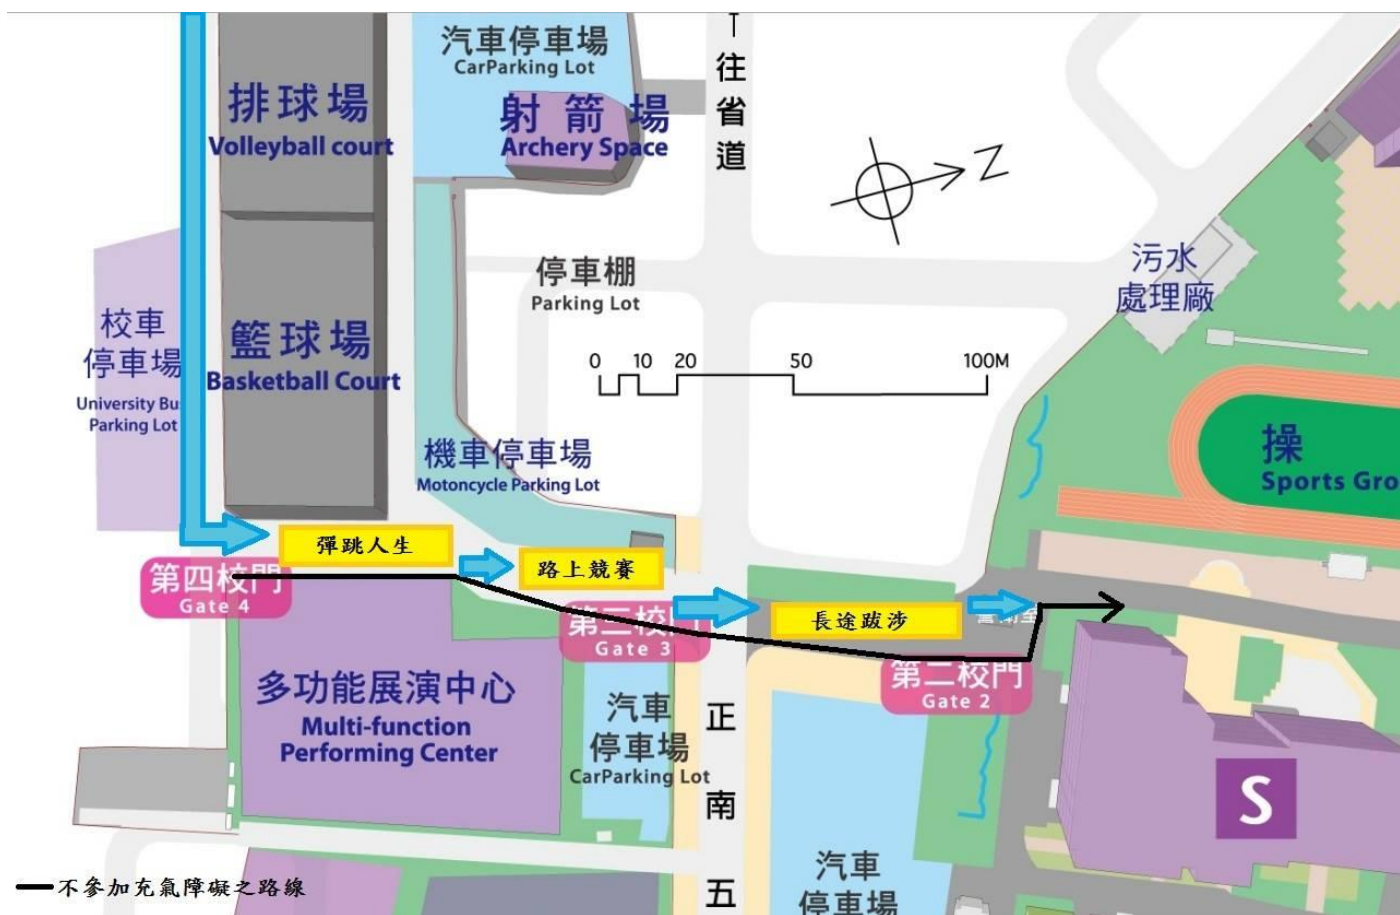 汽車停車場
CarParking Lot
↑往省道
排球場
Volleyball court
射箭場
Archery Space
Z
污水
處理廠
停車棚
Parking Lot
校車
停車場
University Bu
Parking Lot
籃球場
Basketball Court
0 10 20 50 100M
機車停車場
Motoncycle Parking Lot
操
Sports Gro
彈跳人生
路上競賽
長途跋涉
警衛室
第四校門
Gate 4
第三校門
Gate 3
第二校門
Gate 2
多功能展演中心
Multi-function
Performing Center
汽車
停車場
CarParking Lot
正南五
S
汽車
停車場
不參加充氣障礙之路線